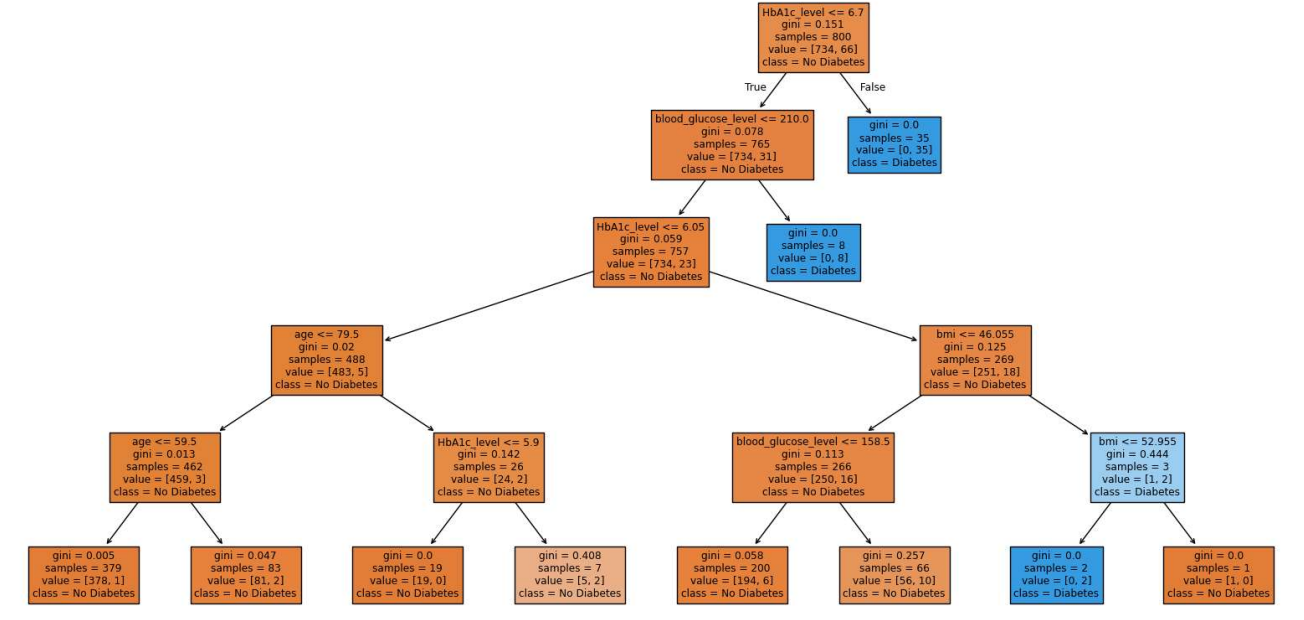 HbA1c_level <= 6.7
gini = 0.151
samples = 800
value = [734, 66]
class = No Diabetes
True
False
blood_glucose_level <= 210.0
gini = 0.078
samples = 765
value = [734, 31]
class = No Diabetes
gini = 0.0
samples = 35
value = [0, 35]
class = Diabetes
HbA1c_level <= 6.05
gini = 0.059
samples = 757
value = [734, 23]
class = No Diabetes
gini = 0.0
samples = 8
value = [0, 8]
class = Diabetes
age <= 79.5
gini = 0.02
samples = 488
value = [483, 5]
class = No Diabetes
bmi <= 46.055
gini = 0.125
samples = 269
value = [251, 18]
class = No Diabetes
age <= 59.5
gini = 0.013
samples = 462
value = [459, 3]
class = No Diabetes
HbA1c_level <= 5.9
gini = 0.142
samples = 26
value = [24, 2]
class = No Diabetes
blood_glucose_level <= 158.5
gini = 0.113
samples = 266
value = [250, 16]
class = No Diabetes
bmi <= 52.955
gini = 0.444
samples = 3
value = [1, 2]
class = Diabetes
gini = 0.005
samples = 379
value = [378, 1]
class = No Diabetes
gini = 0.047
samples = 83
value = [81, 2]
class = No Diabetes
gini = 0.0
samples = 19
value = [19, 0]
class = No Diabetes
gini = 0.408
samples = 7
value = [5, 2]
class = No Diabetes
gini = 0.058
samples = 200
value = [194, 6]
class = No Diabetes
gini = 0.257
samples = 66
value = [56, 10]
class = No Diabetes
gini = 0.0
samples = 2
value = [0, 2]
class = Diabetes
gini = 0.0
samples = 1
value = [1, 0]
class = No Diabetes